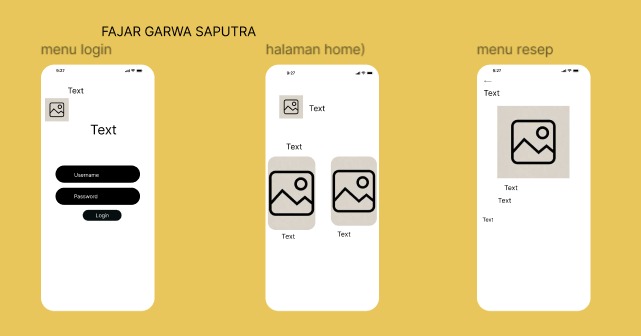 FAJAR GARWA SAPUTRA
menu login
halaman home)
menu resep
9:27
Text
Text
Username
Password
Login
9:27
Text
Text
Text
Text
9:27
Text
Text
Text
Text